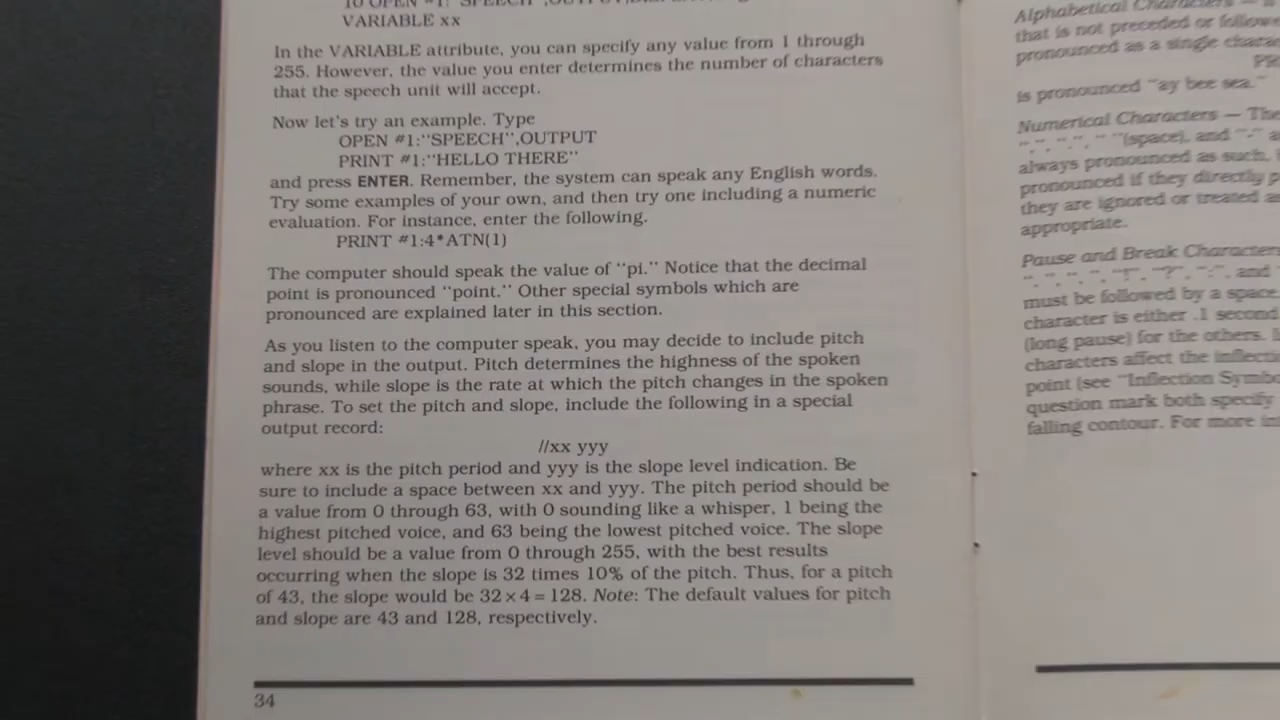 10 OPEN #1:"SPEECH",OUTPUT,
VARIABLE xx
In the VARIABLE attribute, you can specify any value from 1 through
255. However, the value you enter determines the number of characters
that the speech unit will accept.
Now let's try an example. Type
OPEN #1:"SPEECH",OUTPUT
PRINT #1:"HELLO THERE"
and press ENTER. Remember, the system can speak any English words.
Try some examples of your own, and then try one including a numeric
evaluation. For instance, enter the following.
PRINT #1:4*ATN(1)
The computer should speak the value of "pi." Notice that the decimal
point is pronounced "point." Other special symbols which are
pronounced are explained later in this section.
As you listen to the computer speak, you may decide to include pitch
and slope in the output. Pitch determines the highness of the spoken
sounds, while slope is the rate at which the pitch changes in the spoken
phrase. To set the pitch and slope, include the following in a special
output record:
//xx yyy
where xx is the pitch period and yyy is the slope level indication. Be
sure to include a space between xx and yyy. The pitch period should be
a value from 0 through 63, with 0 sounding like a whisper, 1 being the
highest pitched voice, and 63 being the lowest pitched voice. The slope
level should be a value from 0 through 255, with the best results
occurring when the slope is 32 times 10% of the pitch. Thus, for a pitch
of 43, the slope would be 32×4=128. Note: The default values for pitch
and slope are 43 and 128, respectively.
34
Alphabetical Characters —
that is not preceded or
pronounced as a single
is pronounced "ay bee sea."
Numerical Characters — The
(space), and "-"
always pronounced as such.
pronounced if they directly
they are ignored or treated
appropriate.
Pause and Break
"!", "?", ":", and
must be followed by a space
character is either .1 second
(long pause) for the others.
characters affect the
point (see "Inflection
question mark both specify
falling contour. For more